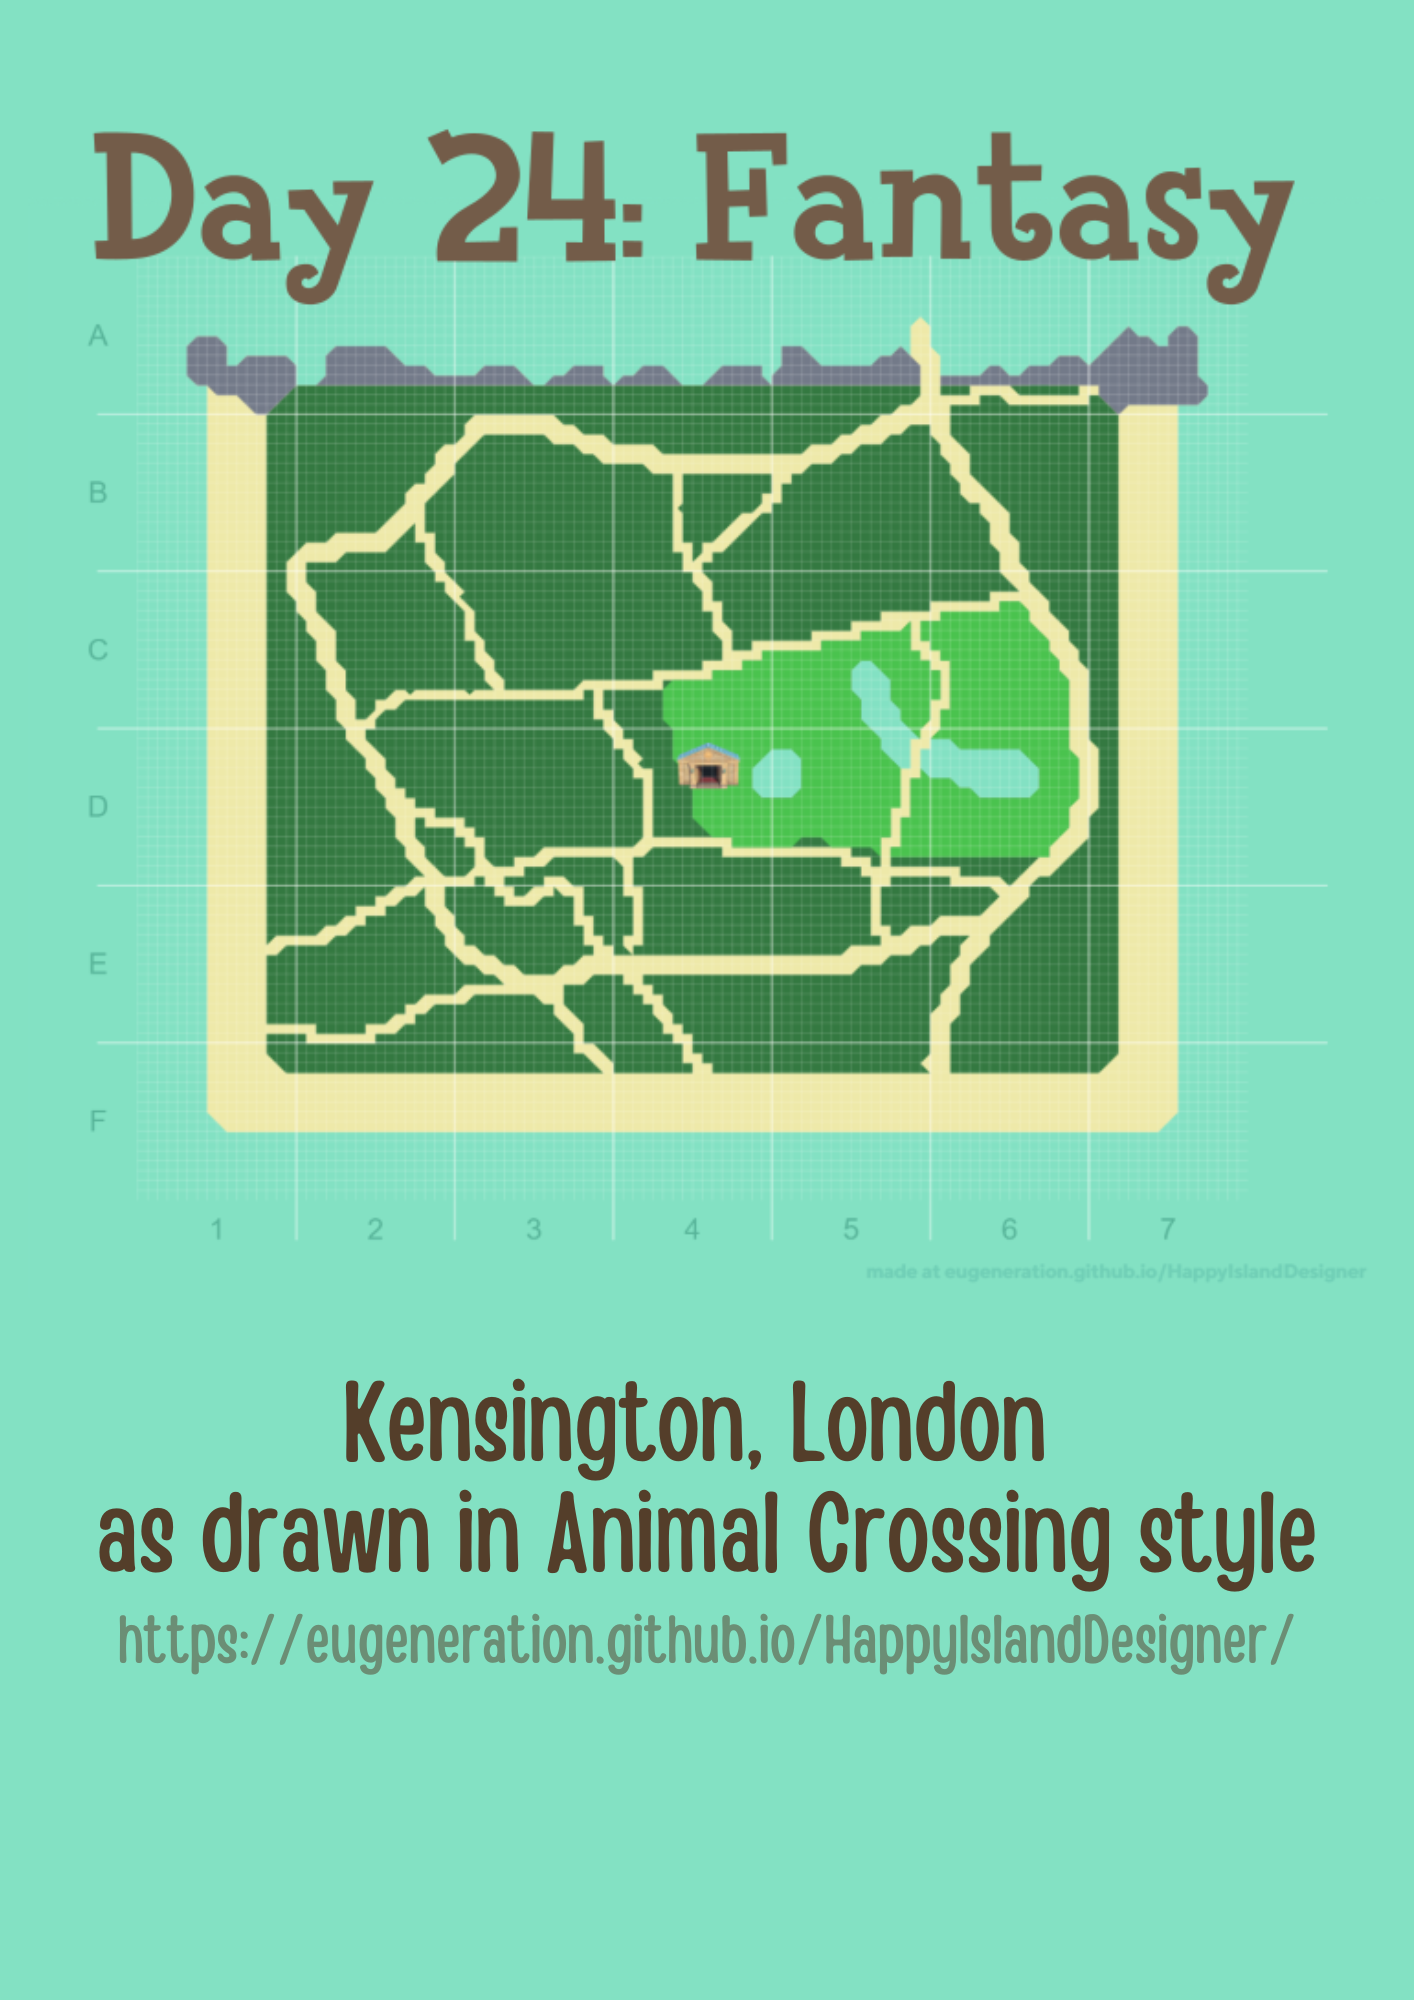 Day 24: Fantasy
A
B
C
D
E
F
1 2 3 4 5 6 7
made at eugeneration.github.io/HappyIslandDesigner
Kensington, London
as drawn in Animal Crossing style
https://eugeneration.github.io/HappyIslandDesigner/